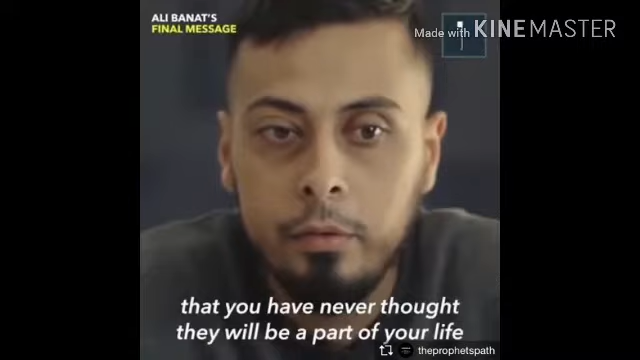 ALI BANAT'S
FINAL MESSAGE
Made with KINEMASTER
that you have never thought
they will be a part of your life
theprophetspath